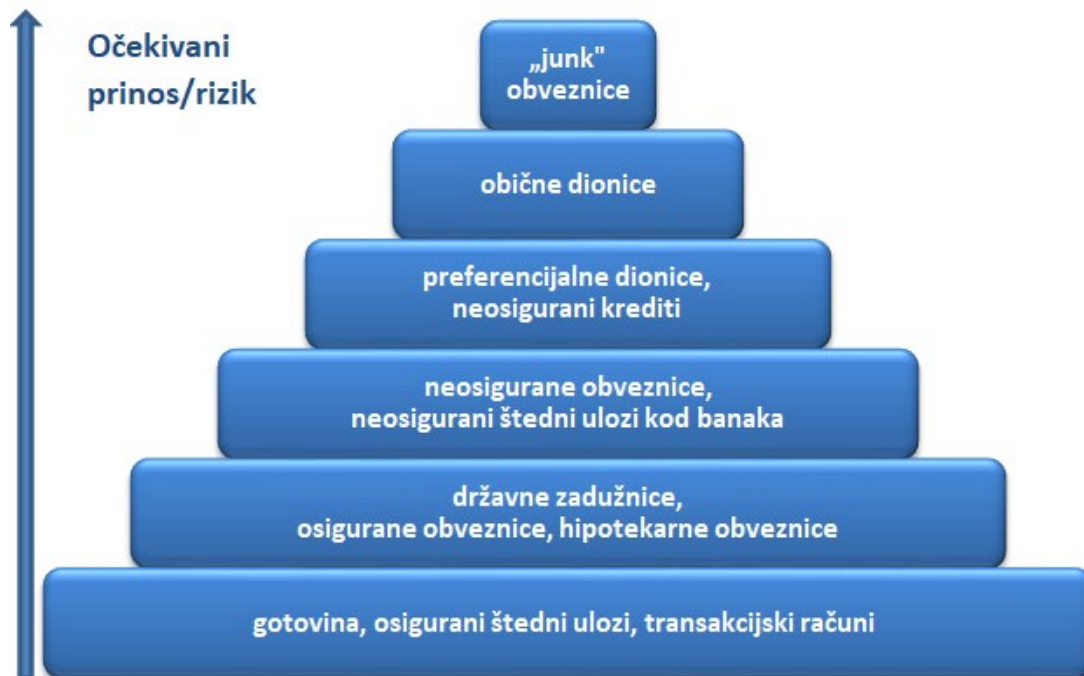 Očekivani
prinos/rizik
„junk"
obveznice
obične dionice
preferencijalne dionice,
neosigurani krediti
neosigurane obveznice,
neosigurani štedni ulozi kod banaka
državne zadužnice,
osigurane obveznice, hipotekarne obveznice
gotovina, osigurani štedni ulozi, transakcijski računi